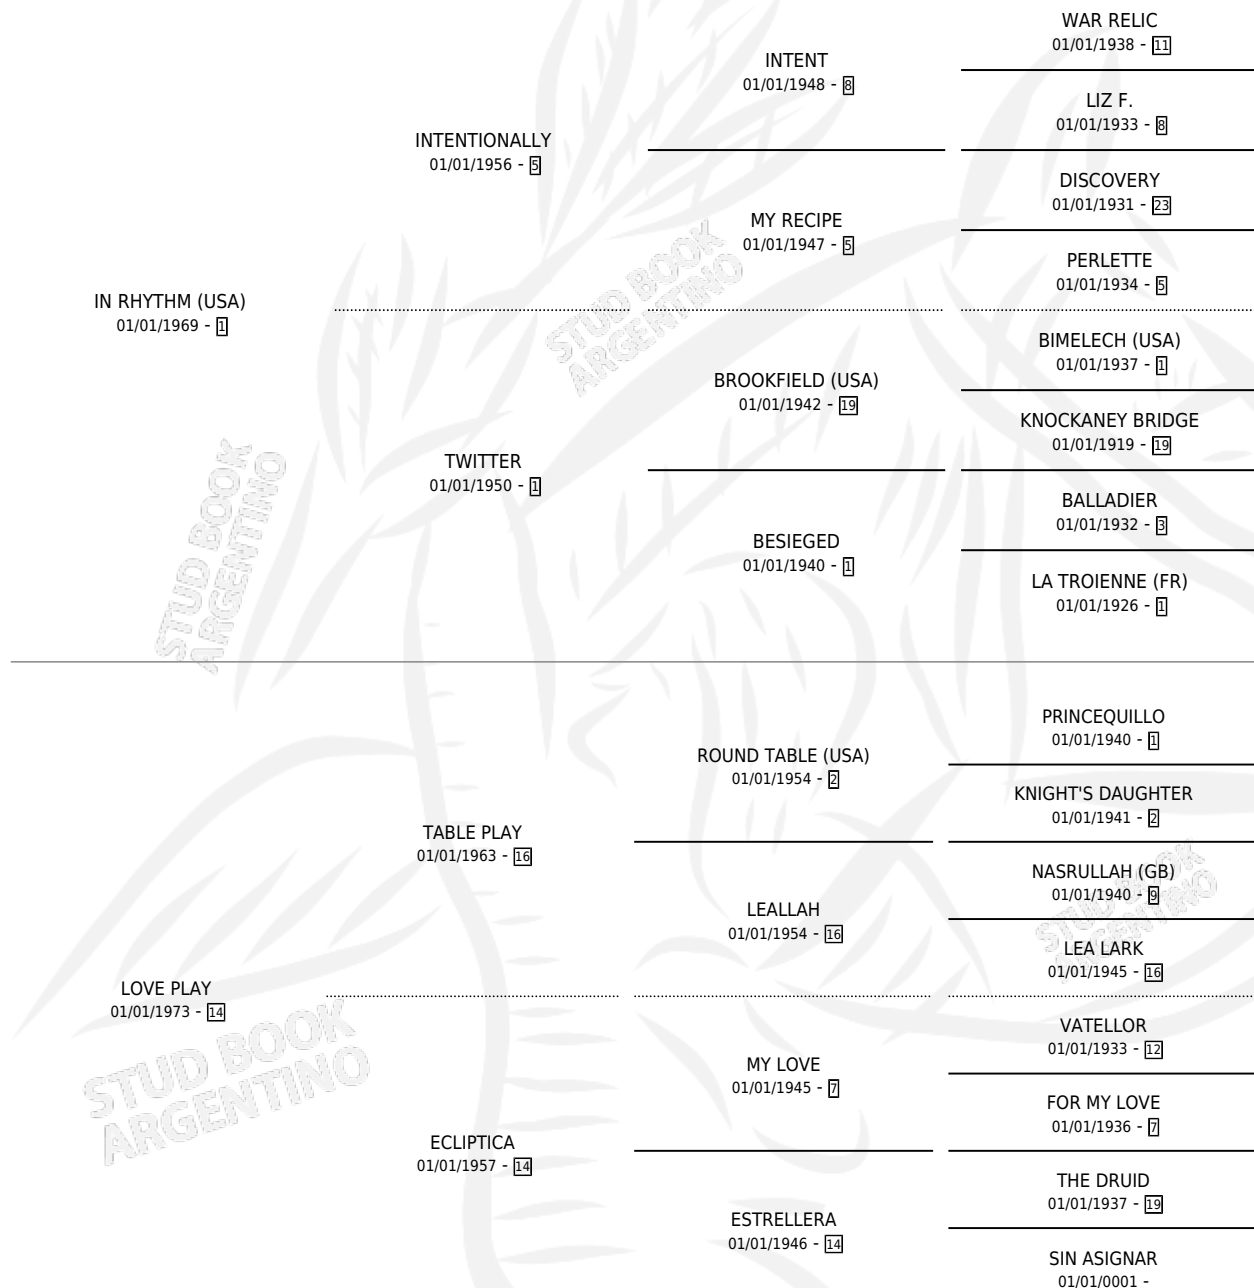 WAR RELIC
01/01/1938 - 11
INTENT
01/01/1948 - 8
LIZ F.
01/01/1933 - 8
INTENTIONALLY
01/01/1956 - 5
DISCOVERY
01/01/1931 - 23
MY RECIPE
01/01/1947 - 5
PERLETTE
01/01/1934 - 5
IN RHYTHM (USA)
01/01/1969 - 1
BIMELECH (USA)
01/01/1937 - 1
BROOKFIELD (USA)
01/01/1942 - 19
KNOCKANEY BRIDGE
01/01/1919 - 19
TWITTER
01/01/1950 - 1
BALLADIER
01/01/1932 - 3
BESIEGED
01/01/1940 - 1
LA TROIENNE (FR)
01/01/1926 - 1
PRINCEQUILLO
01/01/1940 - 1
ROUND TABLE (USA)
01/01/1954 - 2
KNIGHT'S DAUGHTER
01/01/1941 - 2
TABLE PLAY
01/01/1963 - 16
NASRULLAH (GB)
01/01/1940 - 9
LEALLAH
01/01/1954 - 16
LEA LARK
01/01/1945 - 16
LOVE PLAY
01/01/1973 - 14
VATELLOR
01/01/1933 - 12
MY LOVE
01/01/1945 - 7
FOR MY LOVE
01/01/1936 - 7
ECLIPTICA
01/01/1957 - 14
THE DRUID
01/01/1937 - 19
ESTRELLERA
01/01/1946 - 14
SIN ASIGNAR
01/01/0001 -
STUD BOOK
ARGENTINO
STUD BOOK
ARGENTINO
STUD BOOK
ARGENTINO
STUD BOOK
ARGENTINO